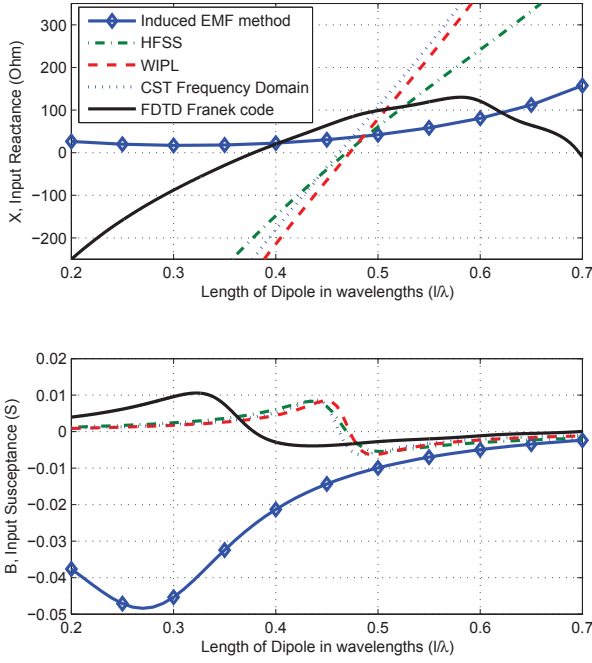 X, Input Reactance (Ohm)
300
200
100
0
−100
−200
Induced EMF method
HFSS
WIPL
CST Frequency Domain
FDTD Franek code
0.2 0.3 0.4 0.5 0.6 0.7
Length of Dipole in wavelengths (l/λ)
B, Input Susceptance (S)
0.02
0.01
0
−0.01
−0.02
−0.03
−0.04
−0.05
0.2 0.3 0.4 0.5 0.6 0.7
Length of Dipole in wavelengths (l/λ)